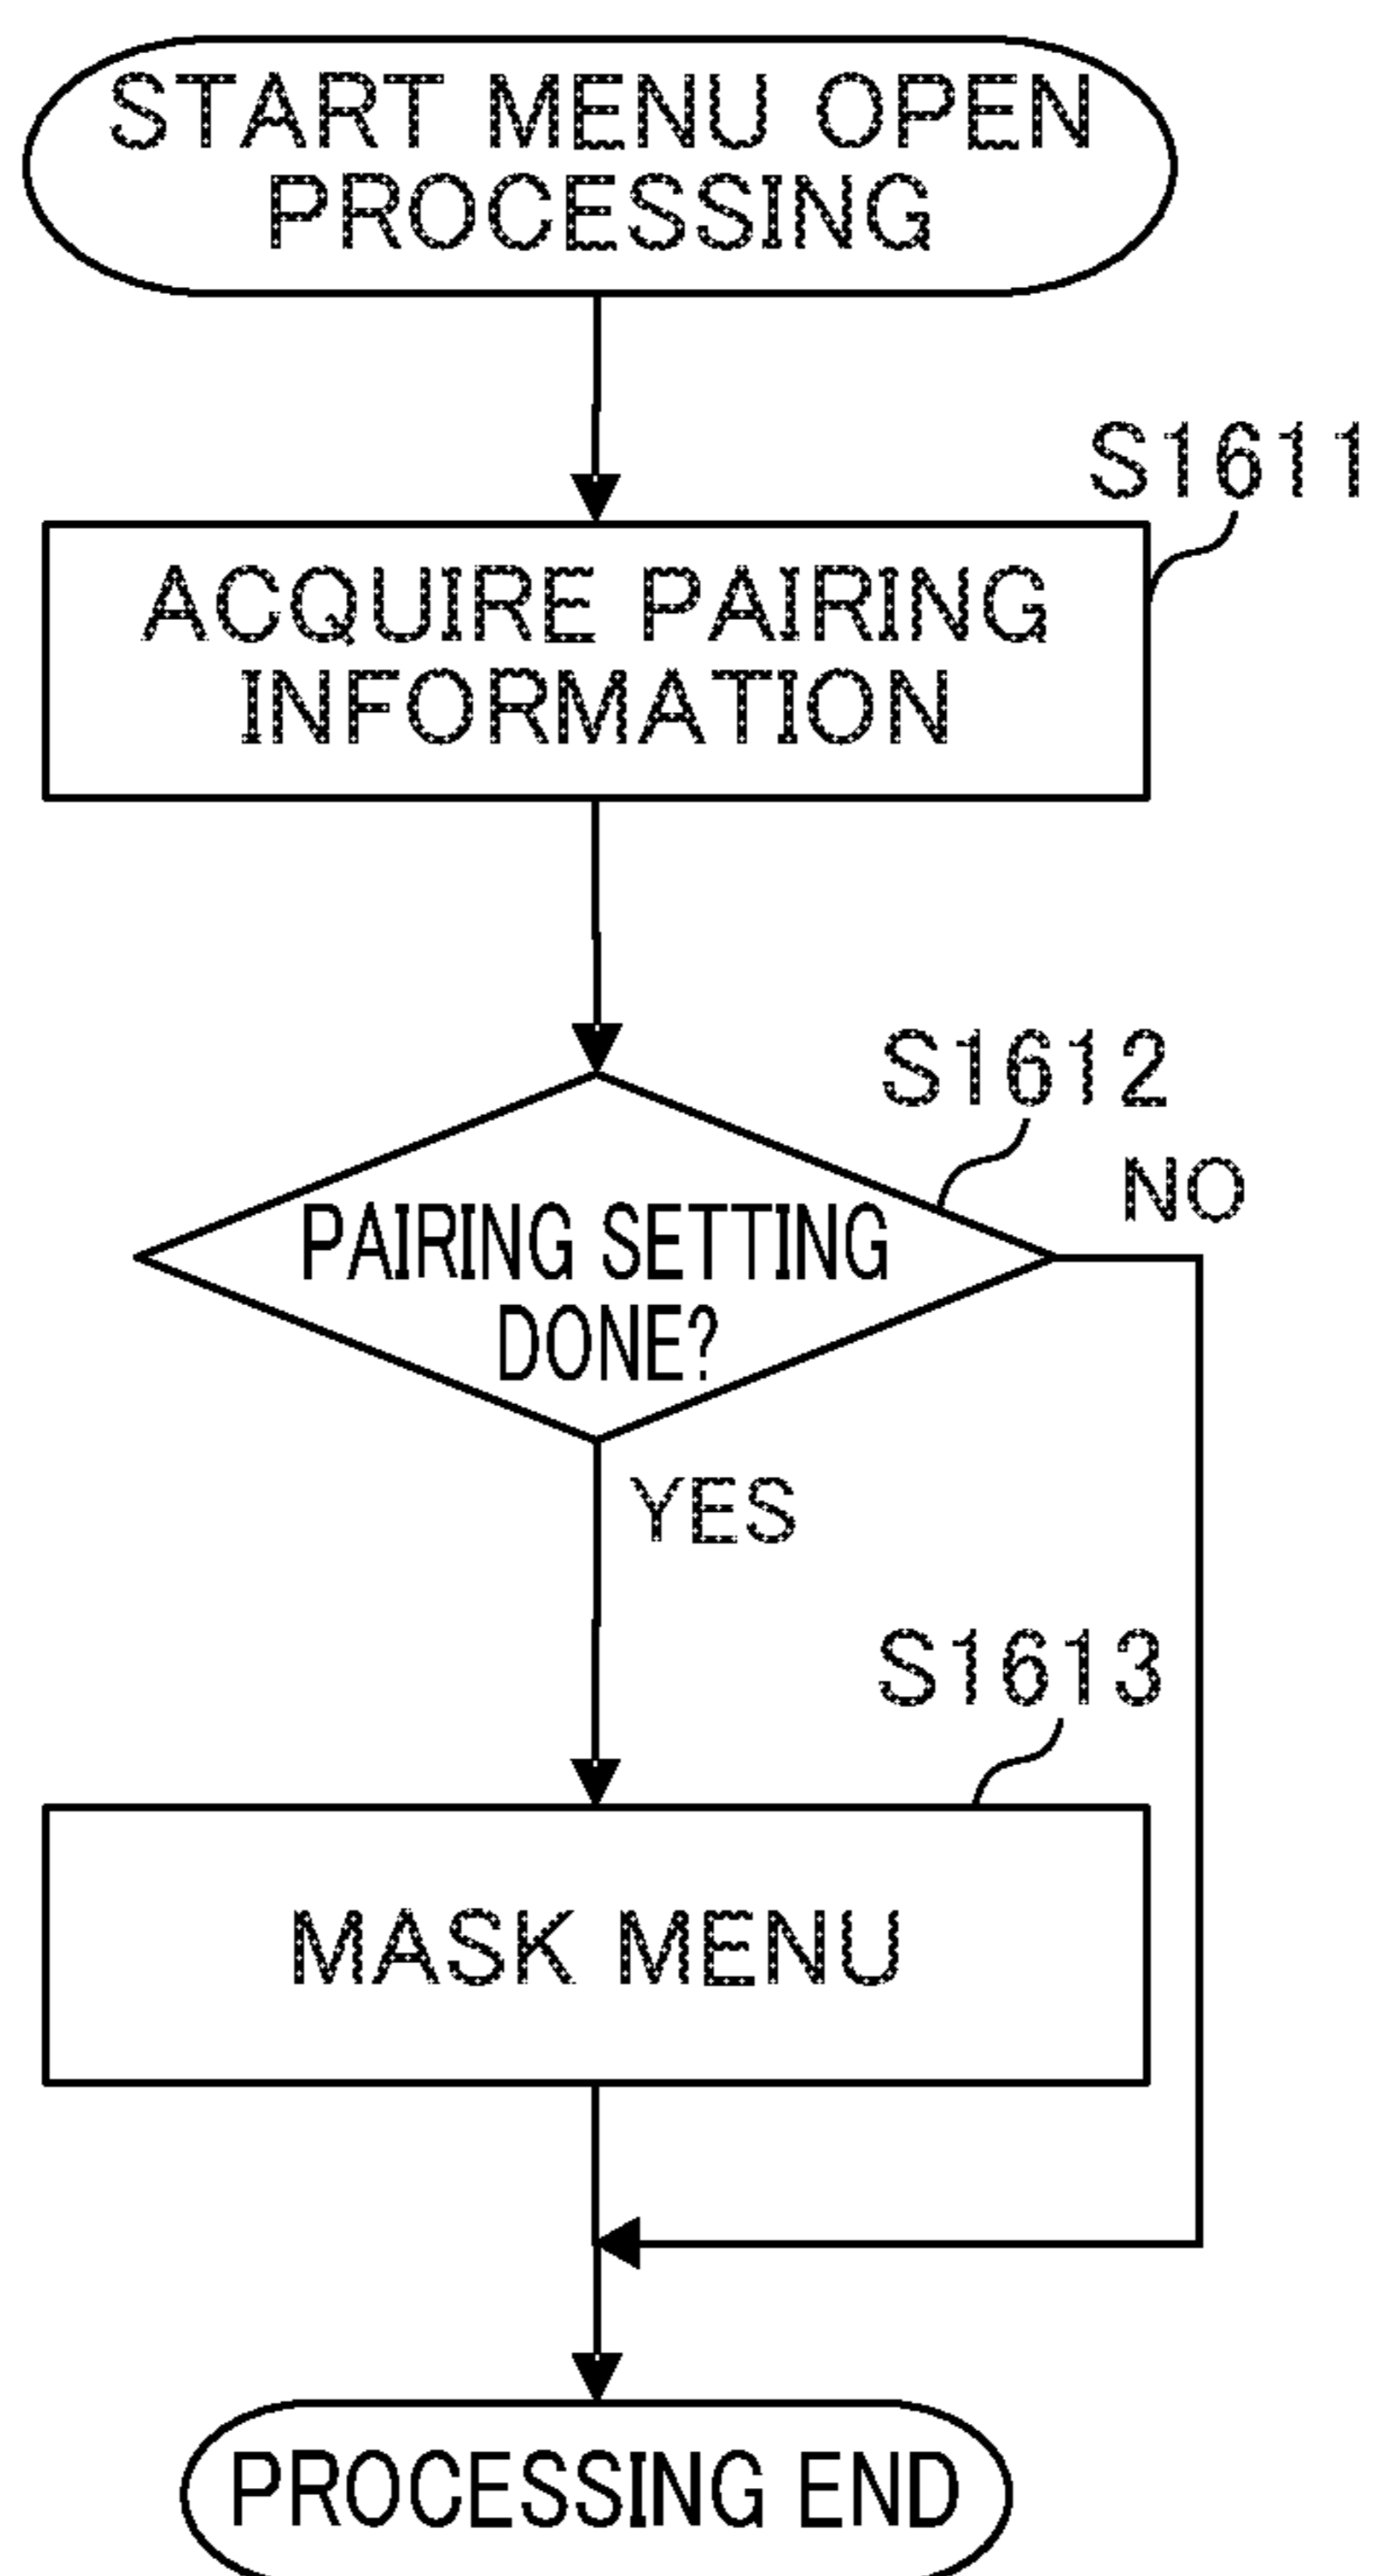 START MENU OPEN
PROCESSING
S1611
ACQUIRE PAIRING
INFORMATION
S1612
NO
PAIRING SETTING
DONE?
YES
S1613
MASK MENU
PROCESSING END